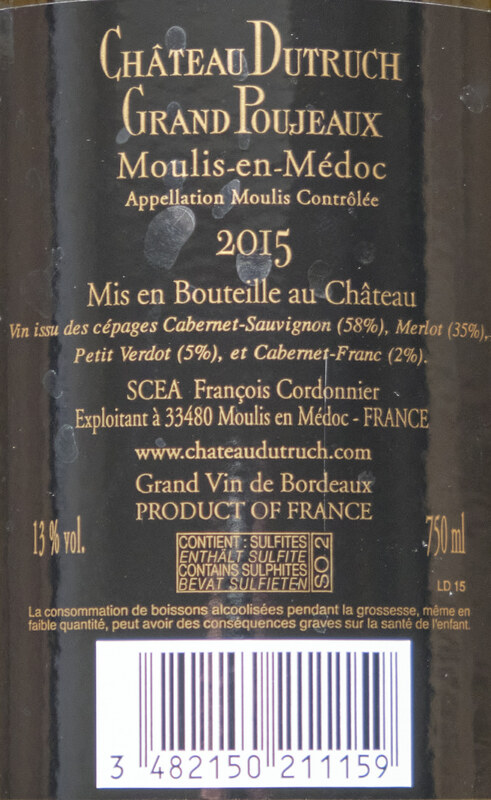 CHÂTEAU DUTRUCH
GRAND POUJEAUX
Moulis-en-Médoc
Appellation Moulis Contrôlée
2015
Mis en Bouteille au Château
Vin issu des cépages Cabernet-Sauvignon (58%), Merlot (35%),
Petit Verdot (5%), et Cabernet-Franc (2%).
SCEA François Cordonnier
Exploitant à 33480 Moulis en Médoc - FRANCE
www.chateaudutruch.com
Grand Vin de Bordeaux
PRODUCT OF FRANCE
13 % vol.
750 ml
CONTIENT : SULFITES
ENTHÄLT SULFITE
CONTAINS SULPHITES
BEVAT SULFIETEN
SO2
LD 15
La consommation de boissons alcoolisées pendant la grossesse, même en
faible quantité, peut avoir des conséquences graves sur la santé de l'enfant.
3 482150 211159